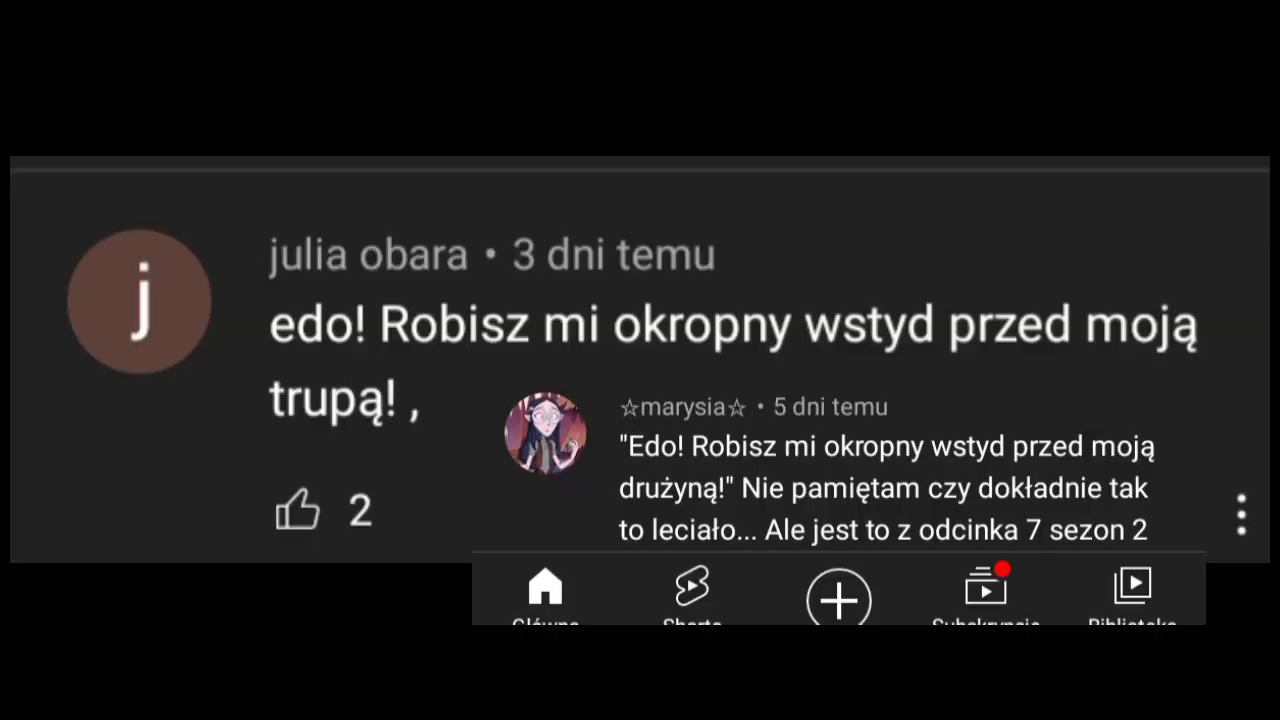 j
julia obara • 3 dni temu
edo! Robisz mi okropny wstyd przed moją
trupą! ,
2
☆marysia☆ • 5 dni temu
"Edo! Robisz mi okropny wstyd przed moją
drużyną!" Nie pamiętam czy dokładnie tak
to leciało... Ale jest to z odcinka 7 sezon 2
Główna Shorts Subskrypcje Biblioteka